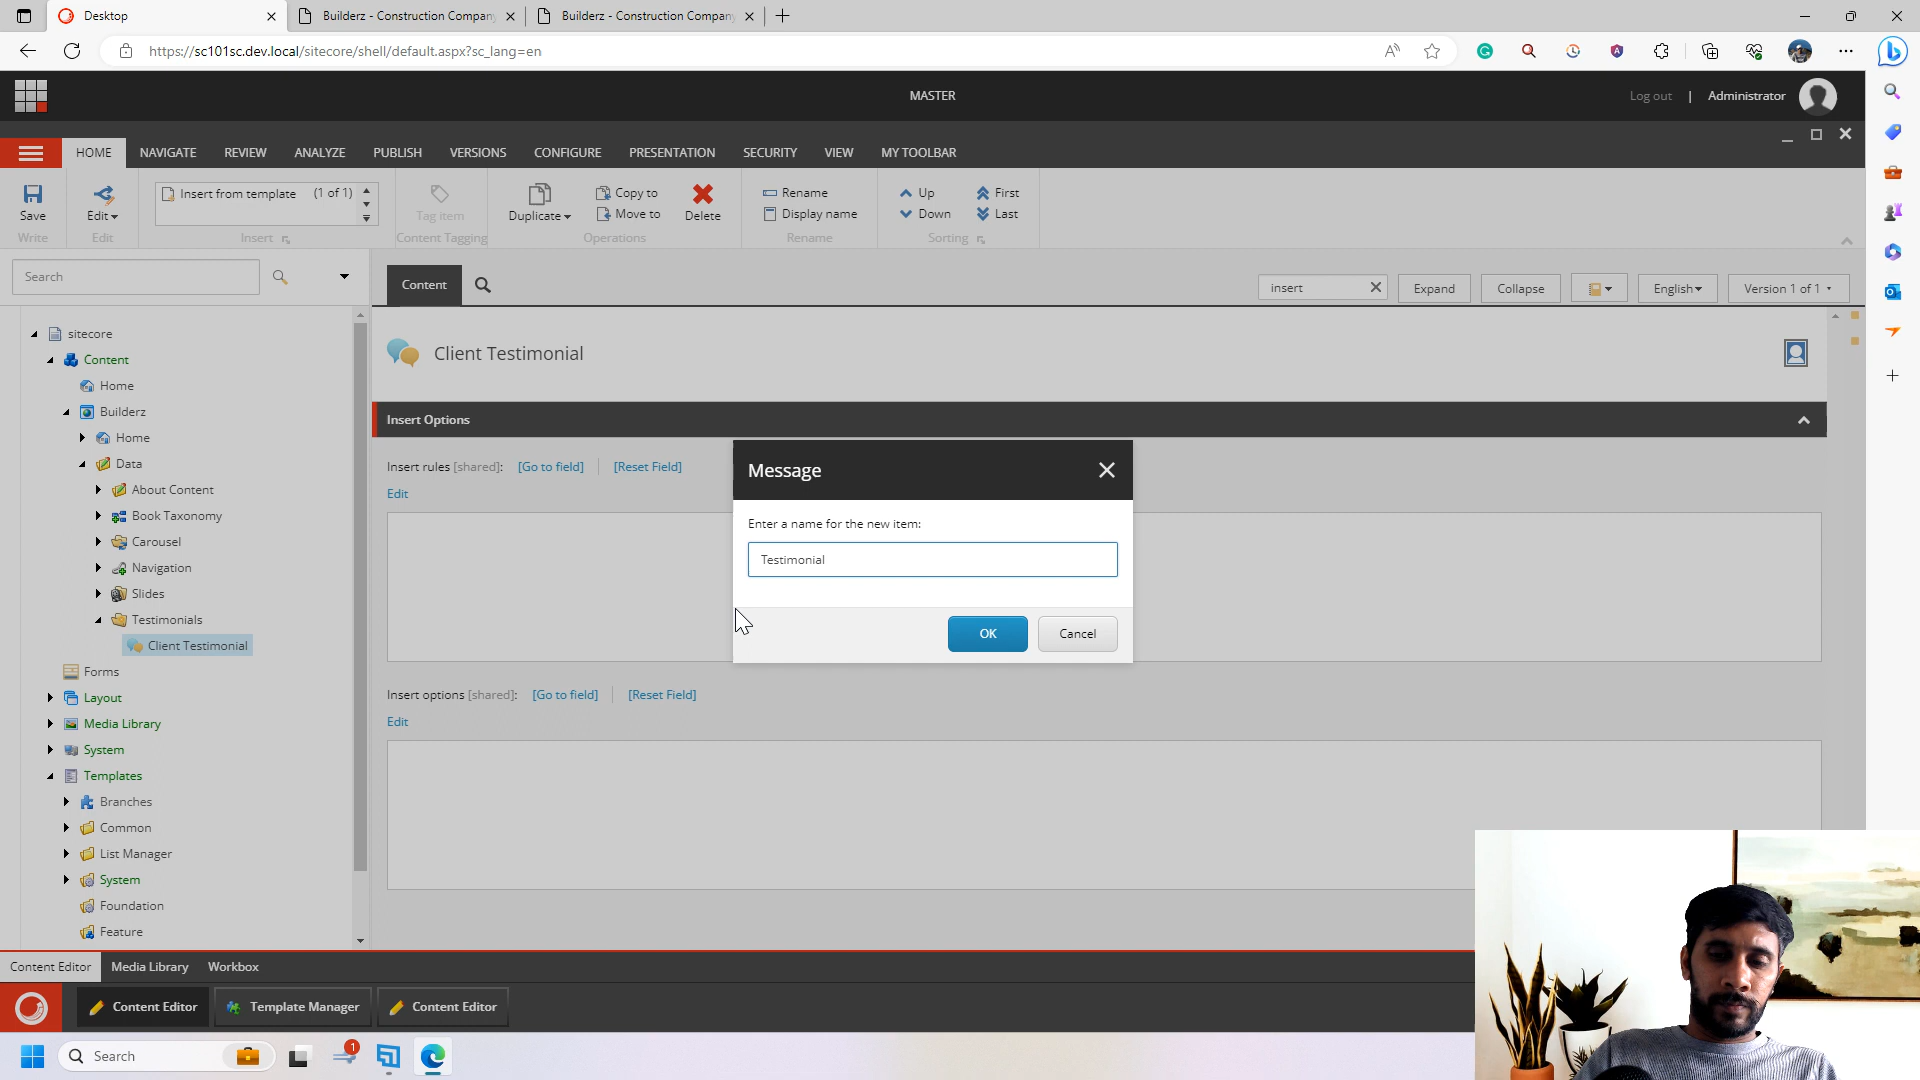 Desktop
Builderz - Construction Company
Builderz - Construction Company
https://sc101sc.dev.local/sitecore/shell/default.aspx?sc_lang=en
MASTER
Log out | Administrator
HOME NAVIGATE REVIEW ANALYZE PUBLISH VERSIONS CONFIGURE PRESENTATION SECURITY VIEW MY TOOLBAR
Save
Write
Edit
Edit
Insert from template (1 of 1)
Insert
Tag item
Content Tagging
Duplicate
Copy to
Move to
Delete
Operations
Rename
Display name
Rename
Up
Down
First
Last
Sorting
Search
Content
insert
Expand
Collapse
English
Version 1 of 1
sitecore
Content
Home
Builderz
Home
Data
About Content
Book Taxonomy
Carousel
Navigation
Slides
Testimonials
Client Testimonial
Forms
Layout
Media Library
System
Templates
Branches
Common
List Manager
System
Foundation
Feature
Client Testimonial
Insert Options
Insert rules [shared]: [Go to field] [Reset Field]
Edit
Message
Enter a name for the new item:
Testimonial
OK
Cancel
Insert options [shared]: [Go to field] [Reset Field]
Edit
Content Editor Media Library Workbox
Content Editor Template Manager Content Editor
Search
1